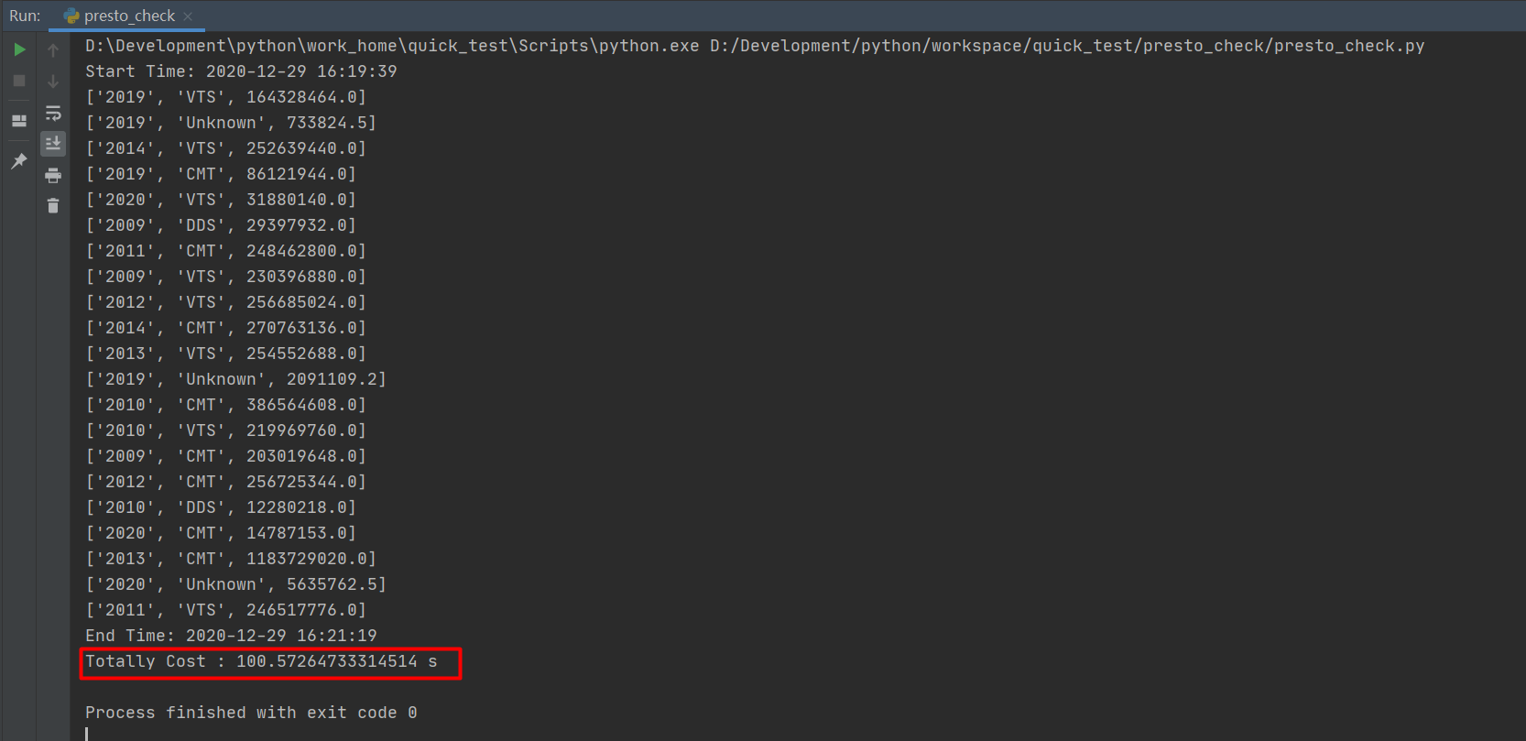 Run: presto_check
D:\Development\python\work_home\quick_test\Scripts\python.exe D:/Development/python/workspace/quick_test/presto_check/presto_check.py
Start Time: 2020-12-29 16:19:39
['2019', 'VTS', 164328464.0]
['2019', 'Unknown', 733824.5]
['2014', 'VTS', 252639440.0]
['2019', 'CMT', 86121944.0]
['2020', 'VTS', 31880140.0]
['2009', 'DDS', 29397932.0]
['2011', 'CMT', 248462800.0]
['2009', 'VTS', 230396880.0]
['2012', 'VTS', 256685024.0]
['2014', 'CMT', 270763136.0]
['2013', 'VTS', 254552688.0]
['2019', 'Unknown', 2091109.2]
['2010', 'CMT', 386564608.0]
['2010', 'VTS', 219969760.0]
['2009', 'CMT', 203019648.0]
['2012', 'CMT', 256725344.0]
['2010', 'DDS', 12280218.0]
['2020', 'CMT', 14787153.0]
['2013', 'CMT', 1183729020.0]
['2020', 'Unknown', 5635762.5]
['2011', 'VTS', 246517776.0]
End Time: 2020-12-29 16:21:19
Totally Cost : 100.57264733314514 s
Process finished with exit code 0